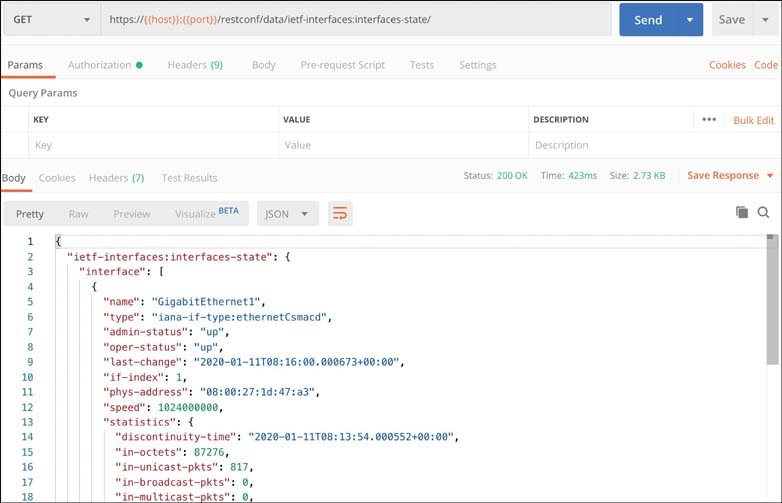 GET https://{{host}}:{{port}}/restconf/data/ietf-interfaces:interfaces-state/ Send Save
Params Authorization Headers (9) Body Pre-request Script Tests Settings Cookies Code
Query Params
KEY VALUE DESCRIPTION ••• Bulk Edit
Key Value Description
Body Cookies Headers (7) Test Results Status: 200 OK Time: 423ms Size: 2.73 KB Save Response
Pretty Raw Preview Visualize BETA JSON
1 {
2 "ietf-interfaces:interfaces-state": {
3 "interface": [
4 {
5 "name": "GigabitEthernet1",
6 "type": "iana-if-type:ethernetCsmacd",
7 "admin-status": "up",
8 "oper-status": "up",
9 "last-change": "2020-01-11T08:16:00.000673+00:00",
10 "if-index": 1,
11 "phys-address": "08:00:27:1d:47:a3",
12 "speed": 1024000000,
13 "statistics": {
14 "discontinuity-time": "2020-01-11T08:13:54.000552+00:00",
15 "in-octets": 87276,
16 "in-unicast-pkts": 817,
17 "in-broadcast-pkts": 0,
18 "in-multicast-pkts": 0,